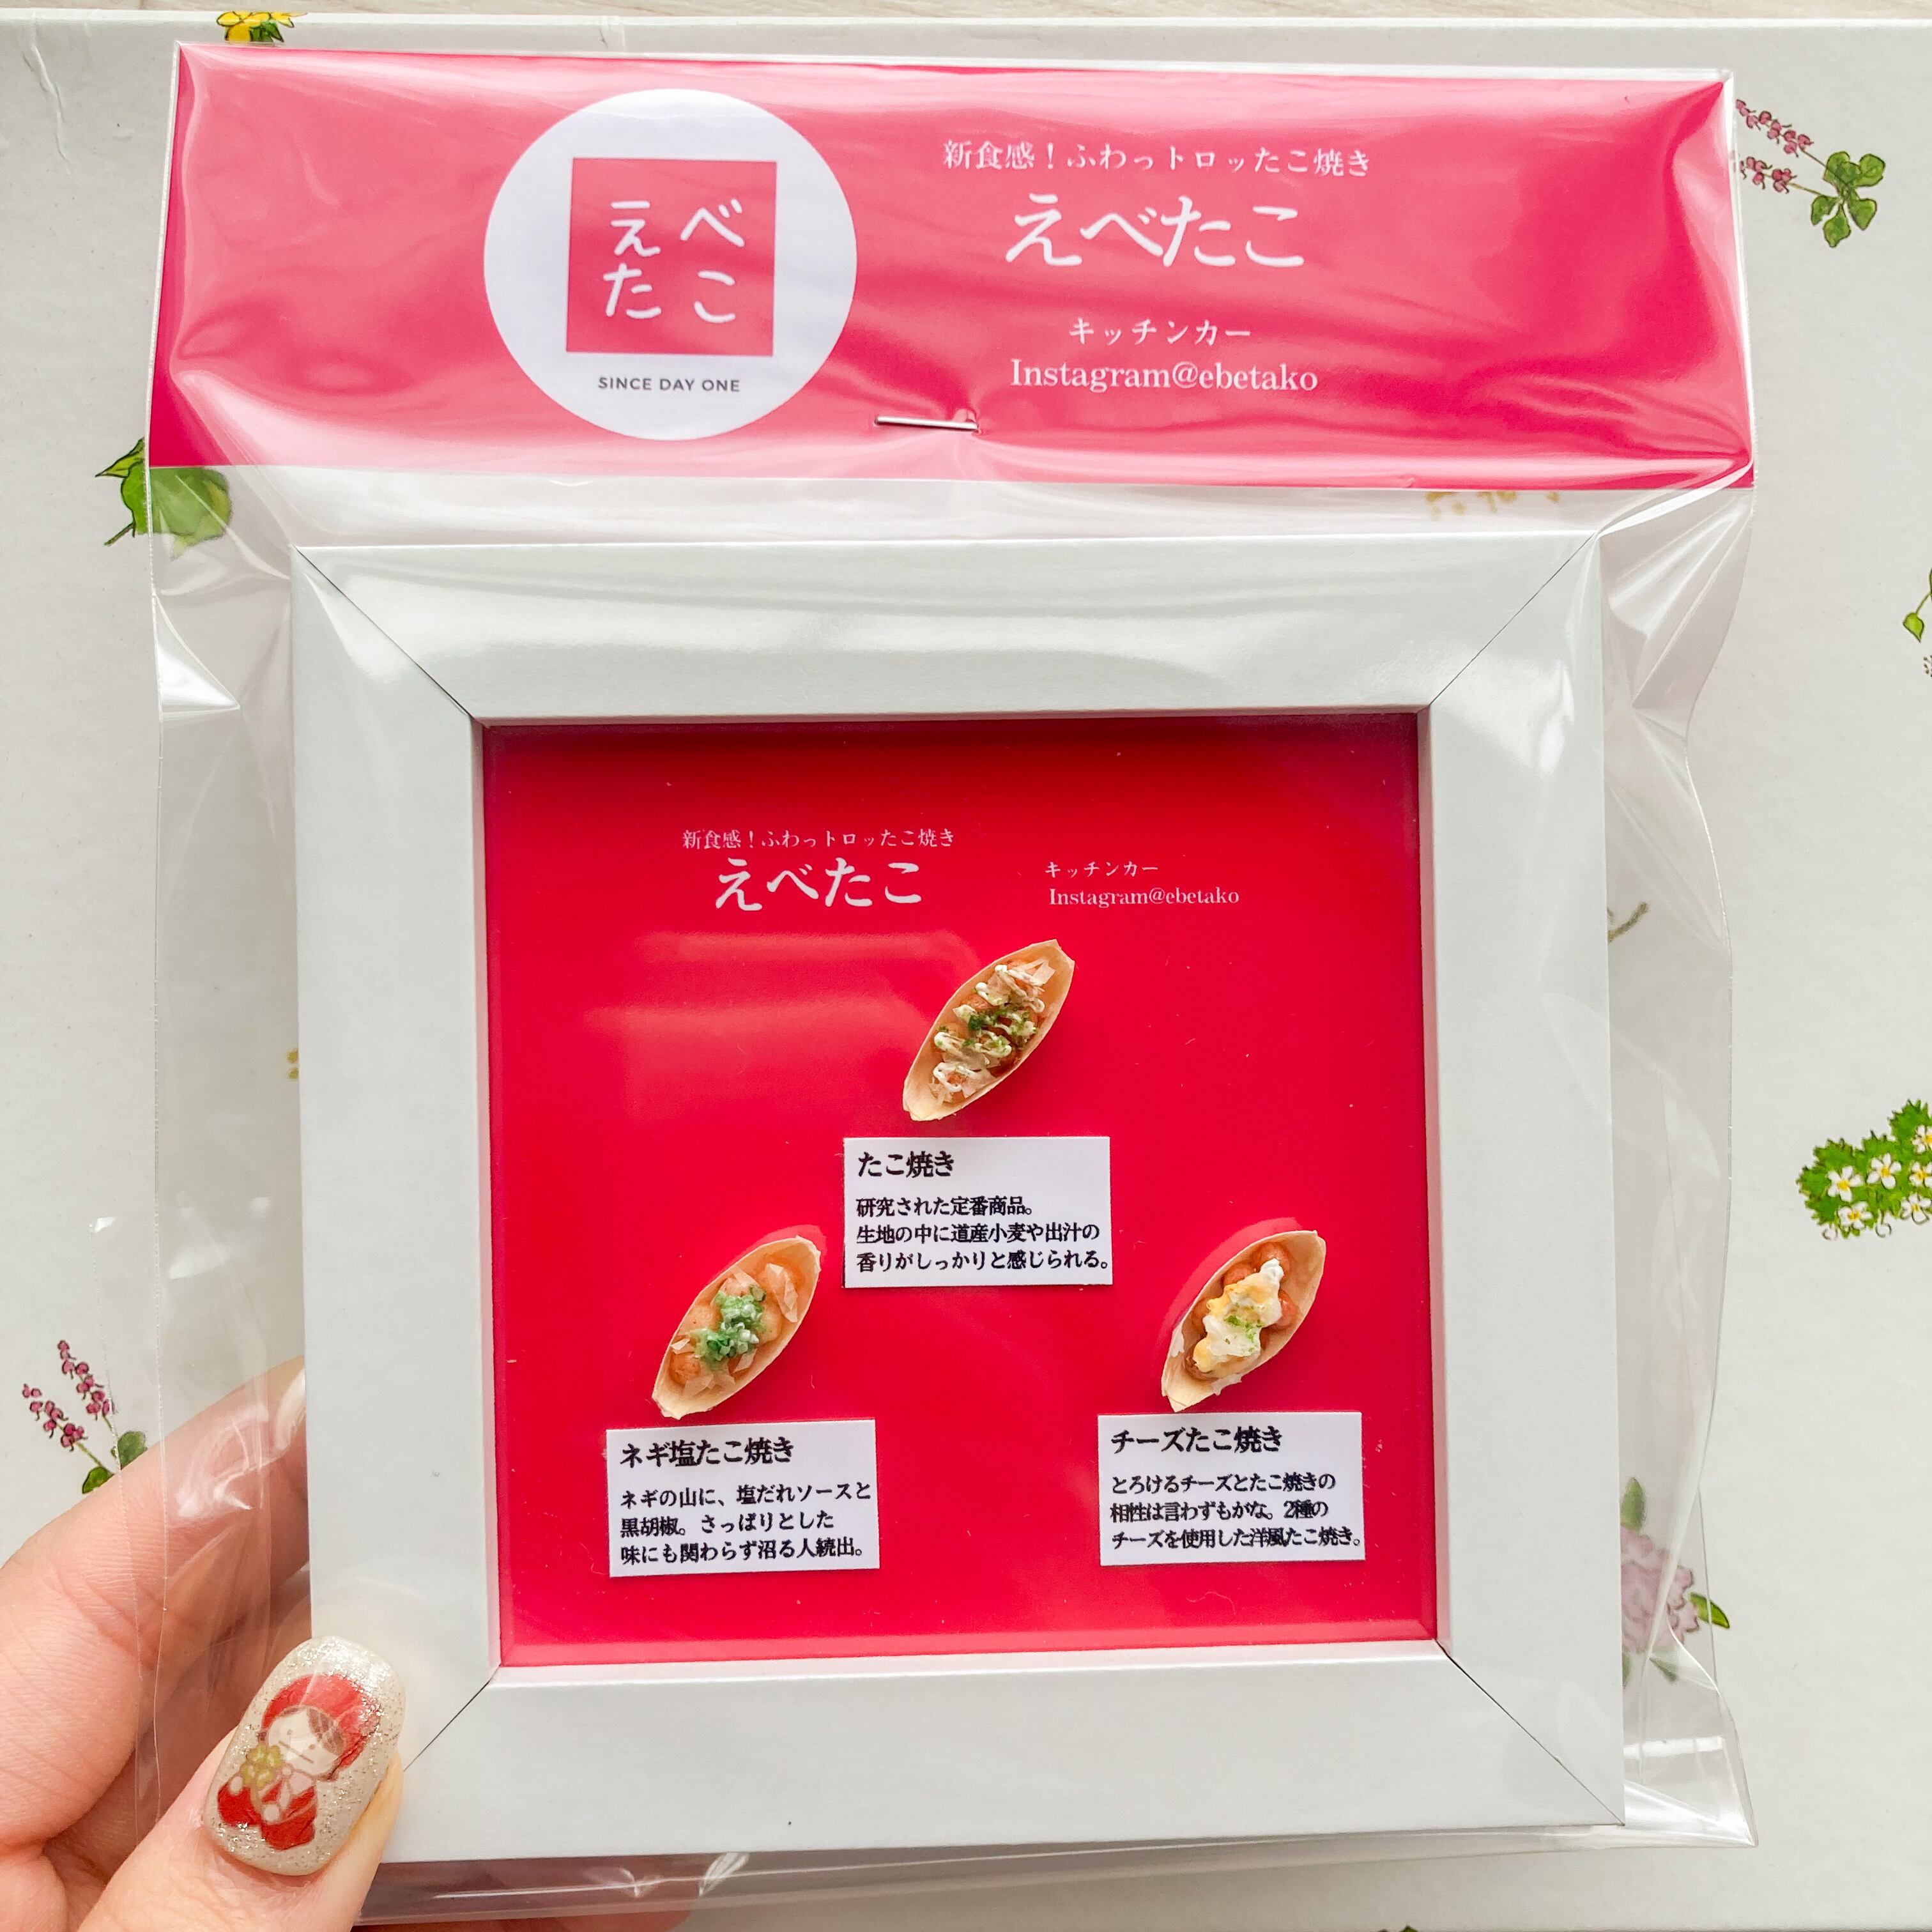 えべ
たこ
SINCE DAY ONE
新食感！ふわっトロッたこ焼き
えべたこ
キッチンカー
Instagram@ebetako
新食感！ふわっトロッたこ焼き
えべたこ
キッチンカー
Instagram@ebetako
たこ焼き
研究された定番商品。
生地の中に道産小麦や出汁の
香りがしっかりと感じられる。
ネギ塩たこ焼き
ネギの山に、塩だれソースと
黒胡椒。さっぱりとした
味にも関わらず沼る人続出。
チーズたこ焼き
とろけるチーズとたこ焼きの
相性は言わずもがな。2種の
チーズを使用した洋風たこ焼き。